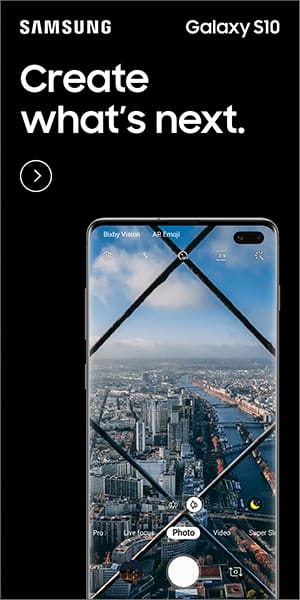 SAMSUNG
Galaxy S10
Create
what's next.
Bixby Vision
AR Emoji
Pro
Live focus
Photo
Video
Super Sl